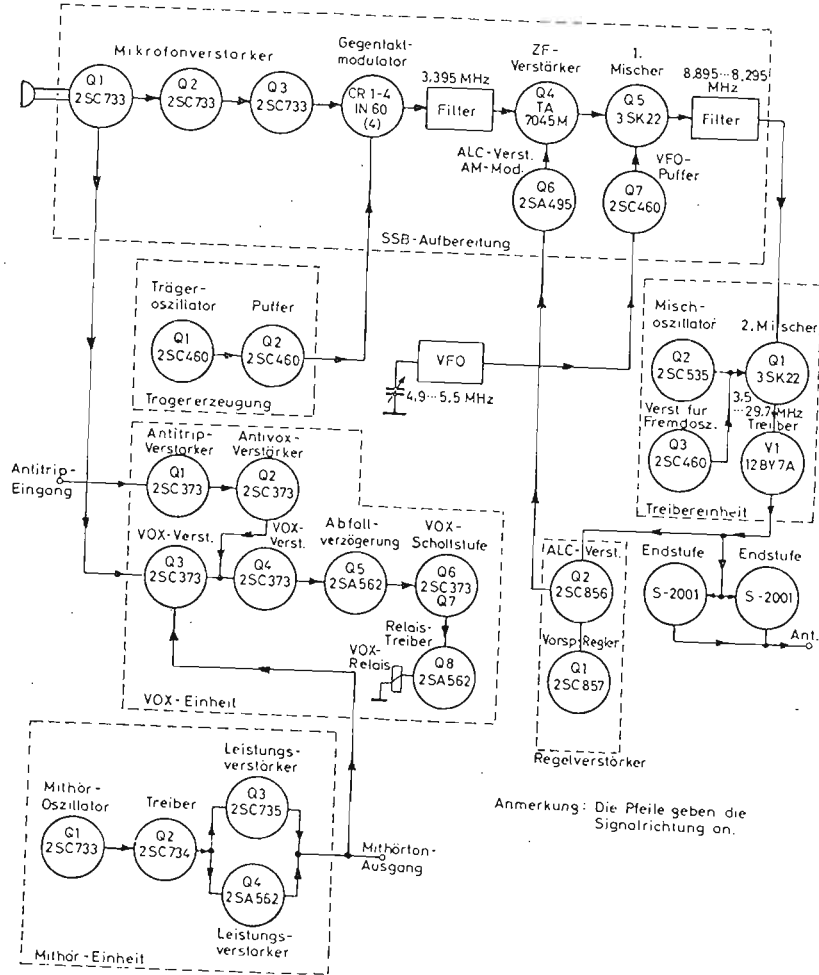 Mikrofonverstärker
Q1
2SC733
Q2
2SC733
Q3
2SC733
Gegentakt-
modulator
CR 1-4
IN 60
(4)
3,395 MHz
Filter
ZF-
Verstärker
Q4
TA
7045M
1.
Mischer
Q5
3SK22
8,895...8,295
MHz
Filter
ALC-Verst.
AM-Mod.
Q6
2SA495
VFO-
Puffer
Q7
2SC460
SSB-Aufbereitung
Träger-
oszillator
Q1
2SC460
Puffer
Q2
2SC460
Trägererzeugung
VFO
4,9...5,5 MHz
Misch-
oszillator
Q2
2SC535
2. Mischer
Q1
3SK22
3,5
...29,7 MHz
Verst für
Fremdosz.
Q3
2SC460
Treiber
V1
12BY7A
Treibereinheit
Antitrip-
Eingang
Antitrip-
Verstärker
Q1
2SC373
Antivox-
Verstärker
Q2
2SC373
VOX-Verst.
Q3
2SC373
VOX-
Verst.
Q4
2SC373
Abfall-
verzögerung
Q5
2SA562
VOX-
Schaltstufe
Q6
2SC373
Q7
Relais-
Treiber
Q8
2SA562
VOX-
Relais
VOX-Einheit
ALC-Verst.
Q2
2SC856
Vorsp.-Regler
Q1
2SC857
Regelverstärker
Endstufe
S-2001
Endstufe
S-2001
Ant.
Mithör-
Oszillator
Q1
2SC733
Treiber
Q2
2SC734
Leistungs-
verstärker
Q3
2SC735
Q4
2SA562
Leistungs-
verstärker
Mithör-Einheit
Mithörton-
Ausgang
Anmerkung: Die Pfeile geben die
Signalrichtung an.